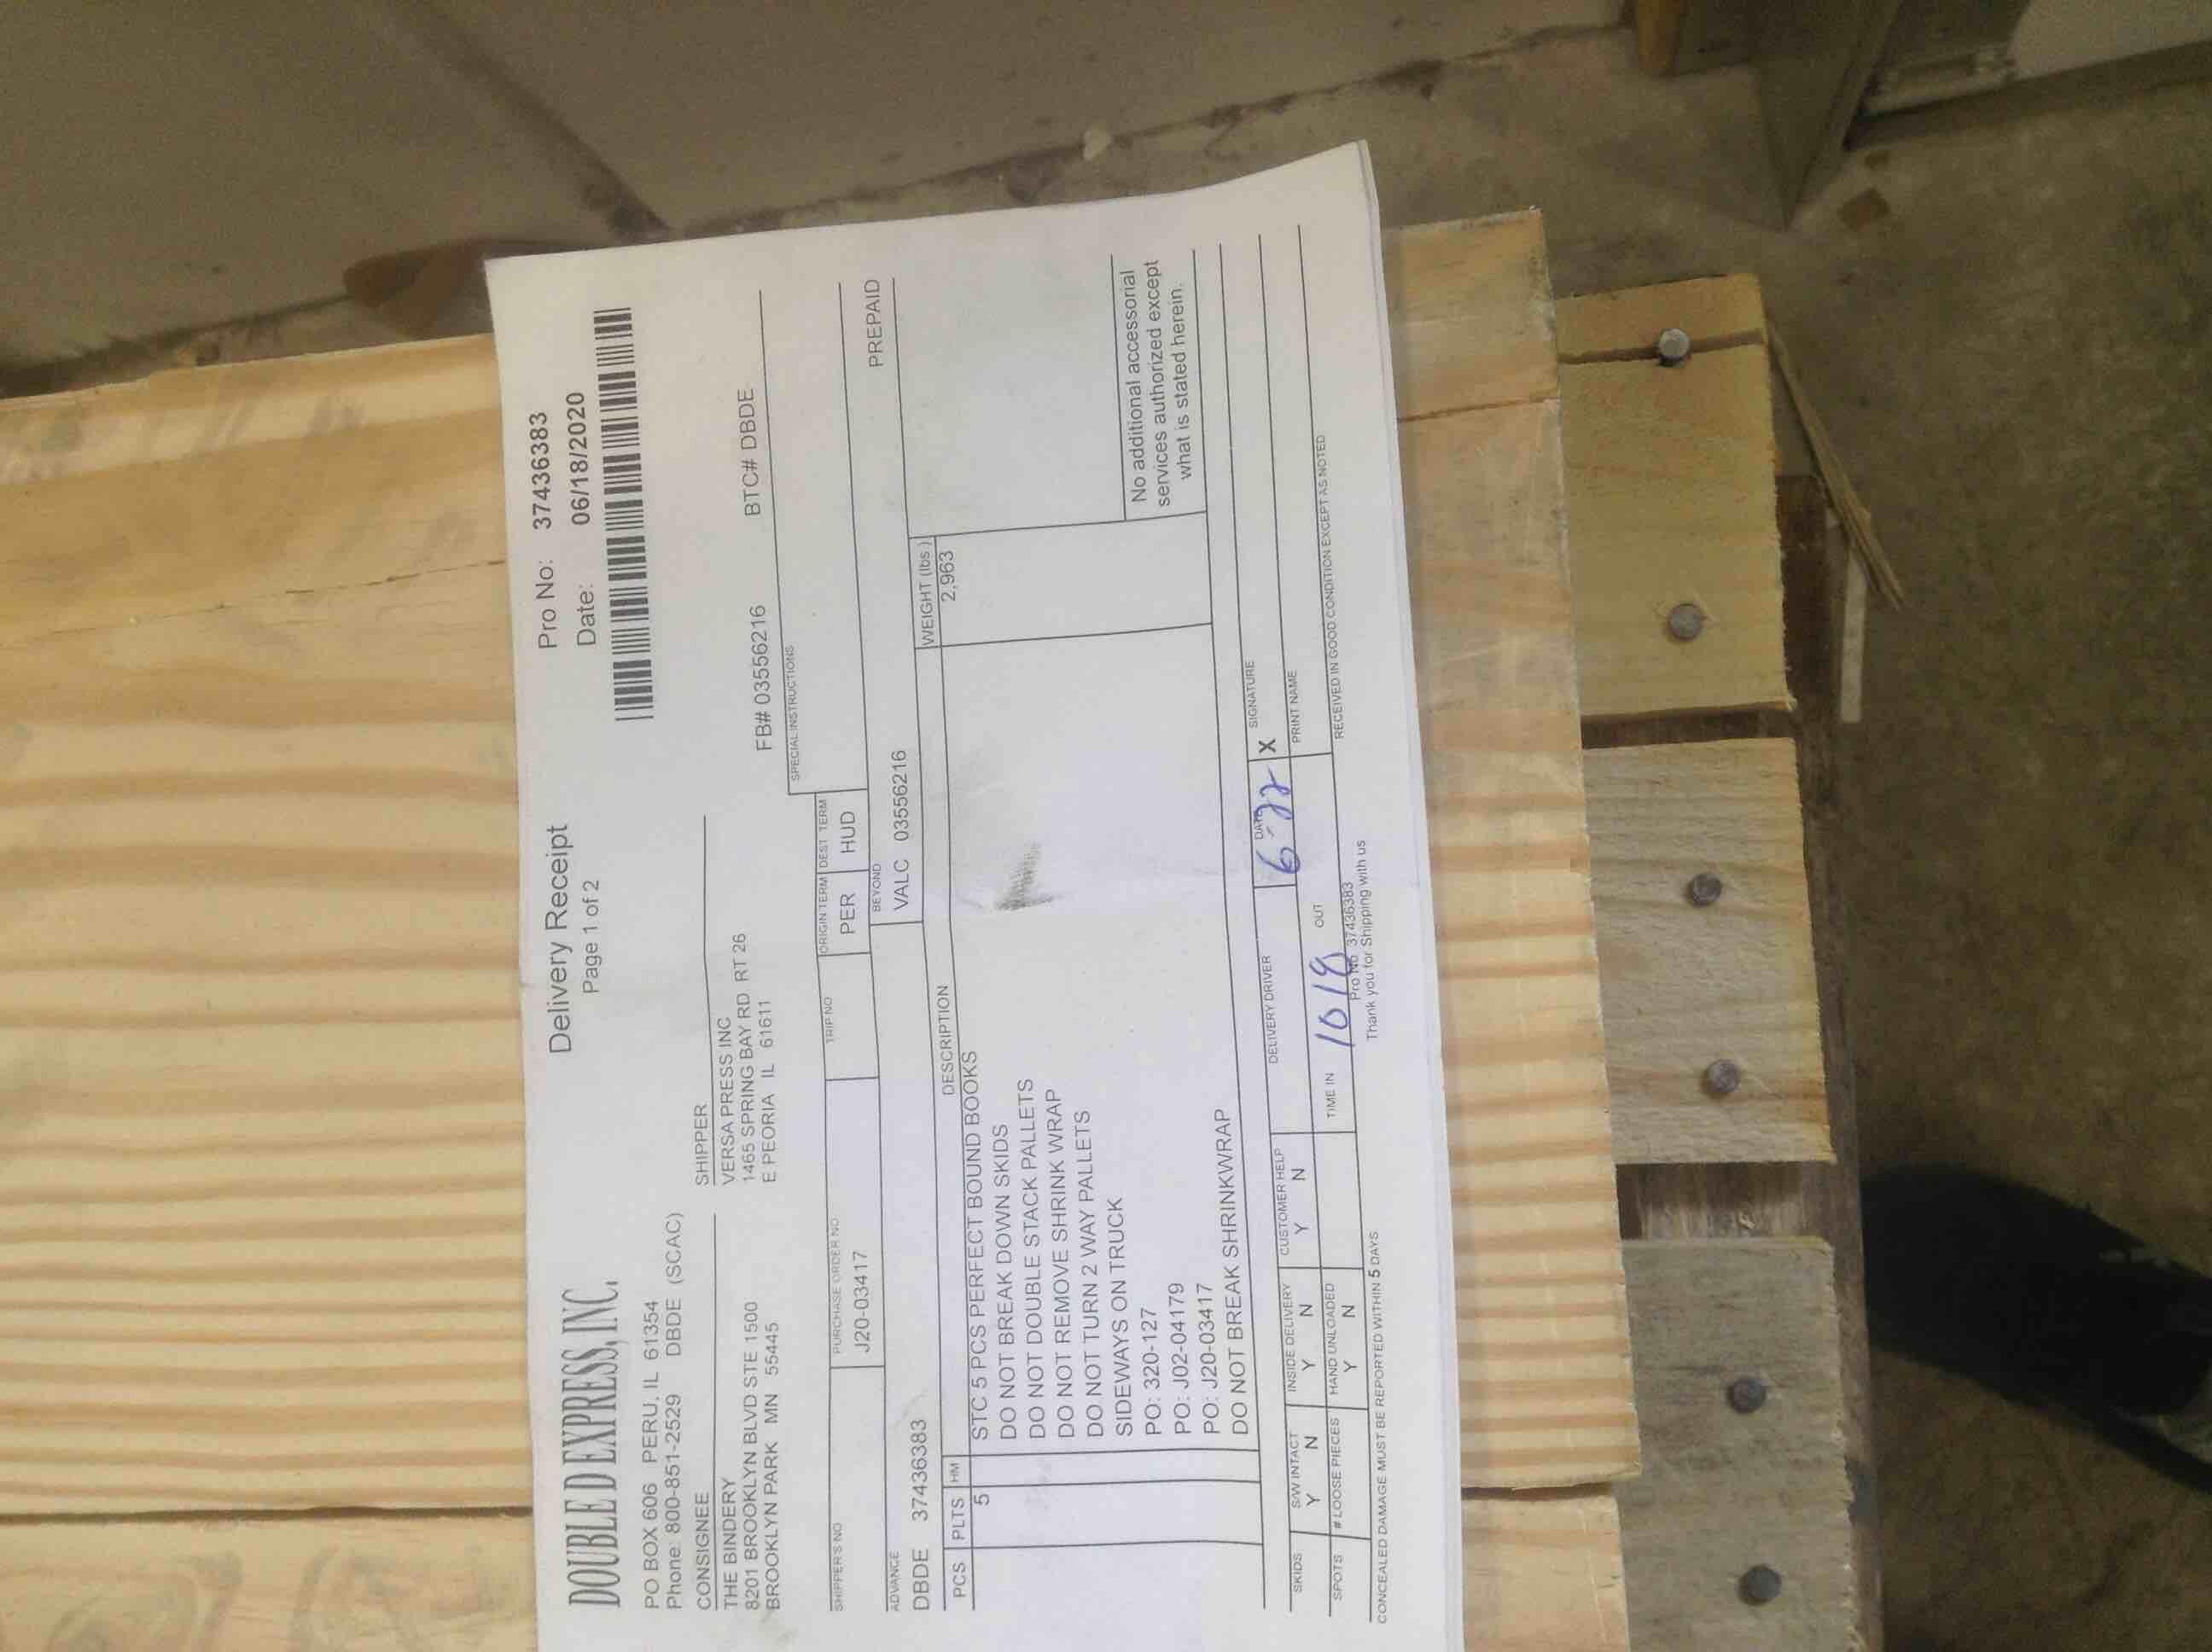 DOUBLE D EXPRESS, INC.
PO BOX 606 PERU, IL 61354
Phone: 800-851-2529 DBDE (SCAC)
Delivery Receipt
Page 1 of 2
Pro No: 37436383
Date: 06/18/2020
CONSIGNEE
THE BINDERY
8201 BROOKLYN BLVD STE 1500
BROOKLYN PARK MN 55445
SHIPPER
VERSA PRESS INC
1465 SPRING BAY RD RT 26
E PEORIA IL 61611
FB# 03556216 BTC# DBDE
SHIPPER'S NO PURCHASE ORDER NO TRIP NO ORIGIN TERM DEST TERM SPECIAL INSTRUCTIONS
J20-03417 PER HUD
ADVANCE BEYOND PREPAID
DBDE 37436383 VALC 03556216
PCS PLTS HM DESCRIPTION WEIGHT (lbs.)
5 STC 5 PCS PERFECT BOUND BOOKS 2,963
DO NOT BREAK DOWN SKIDS
DO NOT DOUBLE STACK PALLETS
DO NOT REMOVE SHRINK WRAP
DO NOT TURN 2 WAY PALLETS
SIDEWAYS ON TRUCK
PO: 320-127
PO: J02-04179
PO: J20-03417
DO NOT BREAK SHRINKWRAP
No additional accessorial
services authorized except
what is stated herein.
SKIDS S/W INTACT INSIDE DELIVERY CUSTOMER HELP DELIVERY DRIVER DATE X SIGNATURE
Y N Y N Y N 6-22
SPOTS # LOOSE PIECES HAND UNLOADED TIME IN 1018 OUT PRINT NAME
Y N
CONCEALED DAMAGE MUST BE REPORTED WITHIN 5 DAYS
Pro No 37436383
Thank you for Shipping with us
RECEIVED IN GOOD CONDITION EXCEPT AS NOTED